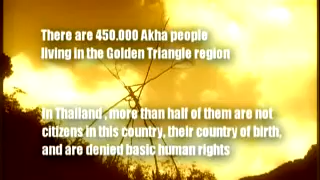 There are 450.000 Akha people
living in the Golden Triangle region
In Thailand , more than half of them are not
citizens in this country, their country of birth,
and are denied basic human rights